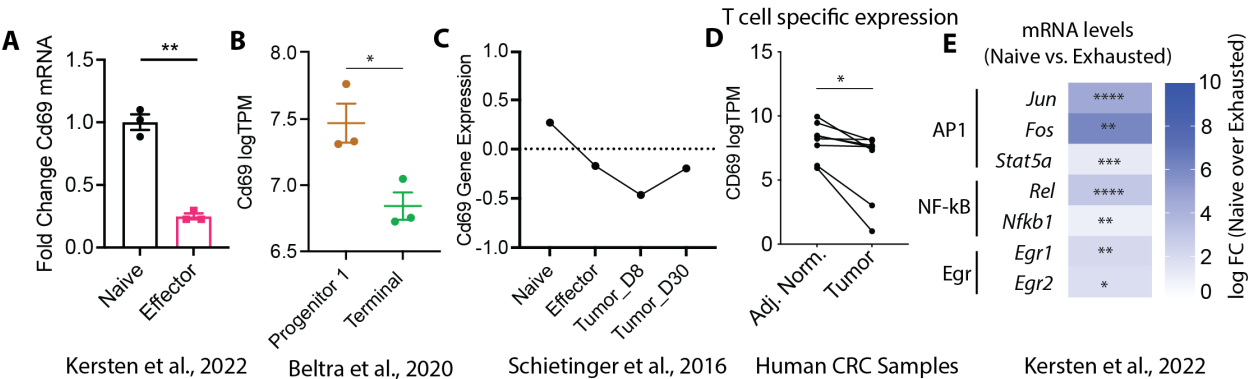 A
Fold Change Cd69 mRNA
1.5
1.0
0.5
0.0
**
Naive
Effector
Kersten et al., 2022
B
Cd69 logTPM
8.0
7.5
7.0
6.5
*
Progenitor 1
Terminal
Beltra et al., 2020
C
Cd69 Gene Expression
1.0
0.5
0.0
-0.5
-1.0
Naive
Effector
Tumor_D8
Tumor_D30
Schietinger et al., 2016
T cell specific expression
D
CD69 logTPM
15
10
5
0
*
Adj. Norm.
Tumor
Human CRC Samples
E
mRNA levels
(Naive vs. Exhausted)
AP1
Jun ****
Fos **
Stat5a ***
NF-kB
Rel ****
Nfkb1 **
Egr
Egr1 **
Egr2 *
10
8
6
4
2
0
log FC (Naive over Exhausted)
Kersten et al., 2022